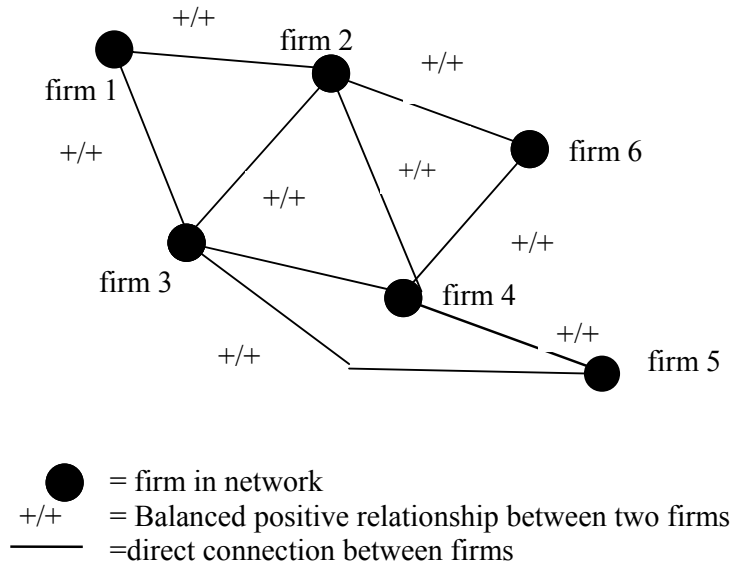 +/+
firm 2
+/+
firm 1
+/+
firm 6
+/+
+/+
+/+
firm 3
firm 4
+/+
+/+
firm 5
= firm in network
+/+ = Balanced positive relationship between two firms
=direct connection between firms